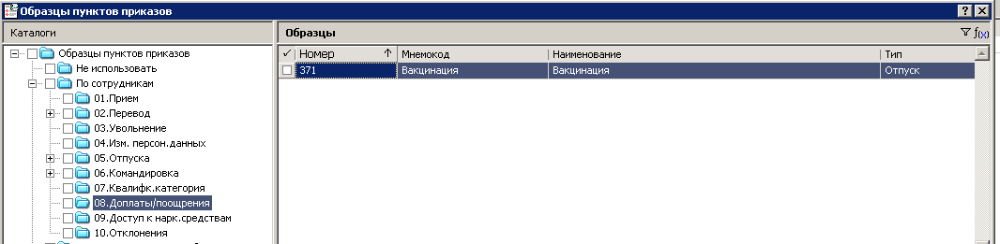 Образцы пунктов приказов
Каталоги
Образцы пунктов приказов
Не использовать
По сотрудникам
01.Прием
02.Перевод
03.Увольнение
04.Изм. персон.данных
05.Отпуска
06.Командировка
07.Квалифк.категория
08.Доплаты/поощрения
09.Доступ к нарк.средствам
10.Отклонения
Образцы
f(x)
Номер Мнемокод Наименование Тип
371 Вакцинация Вакцинация Отпуск